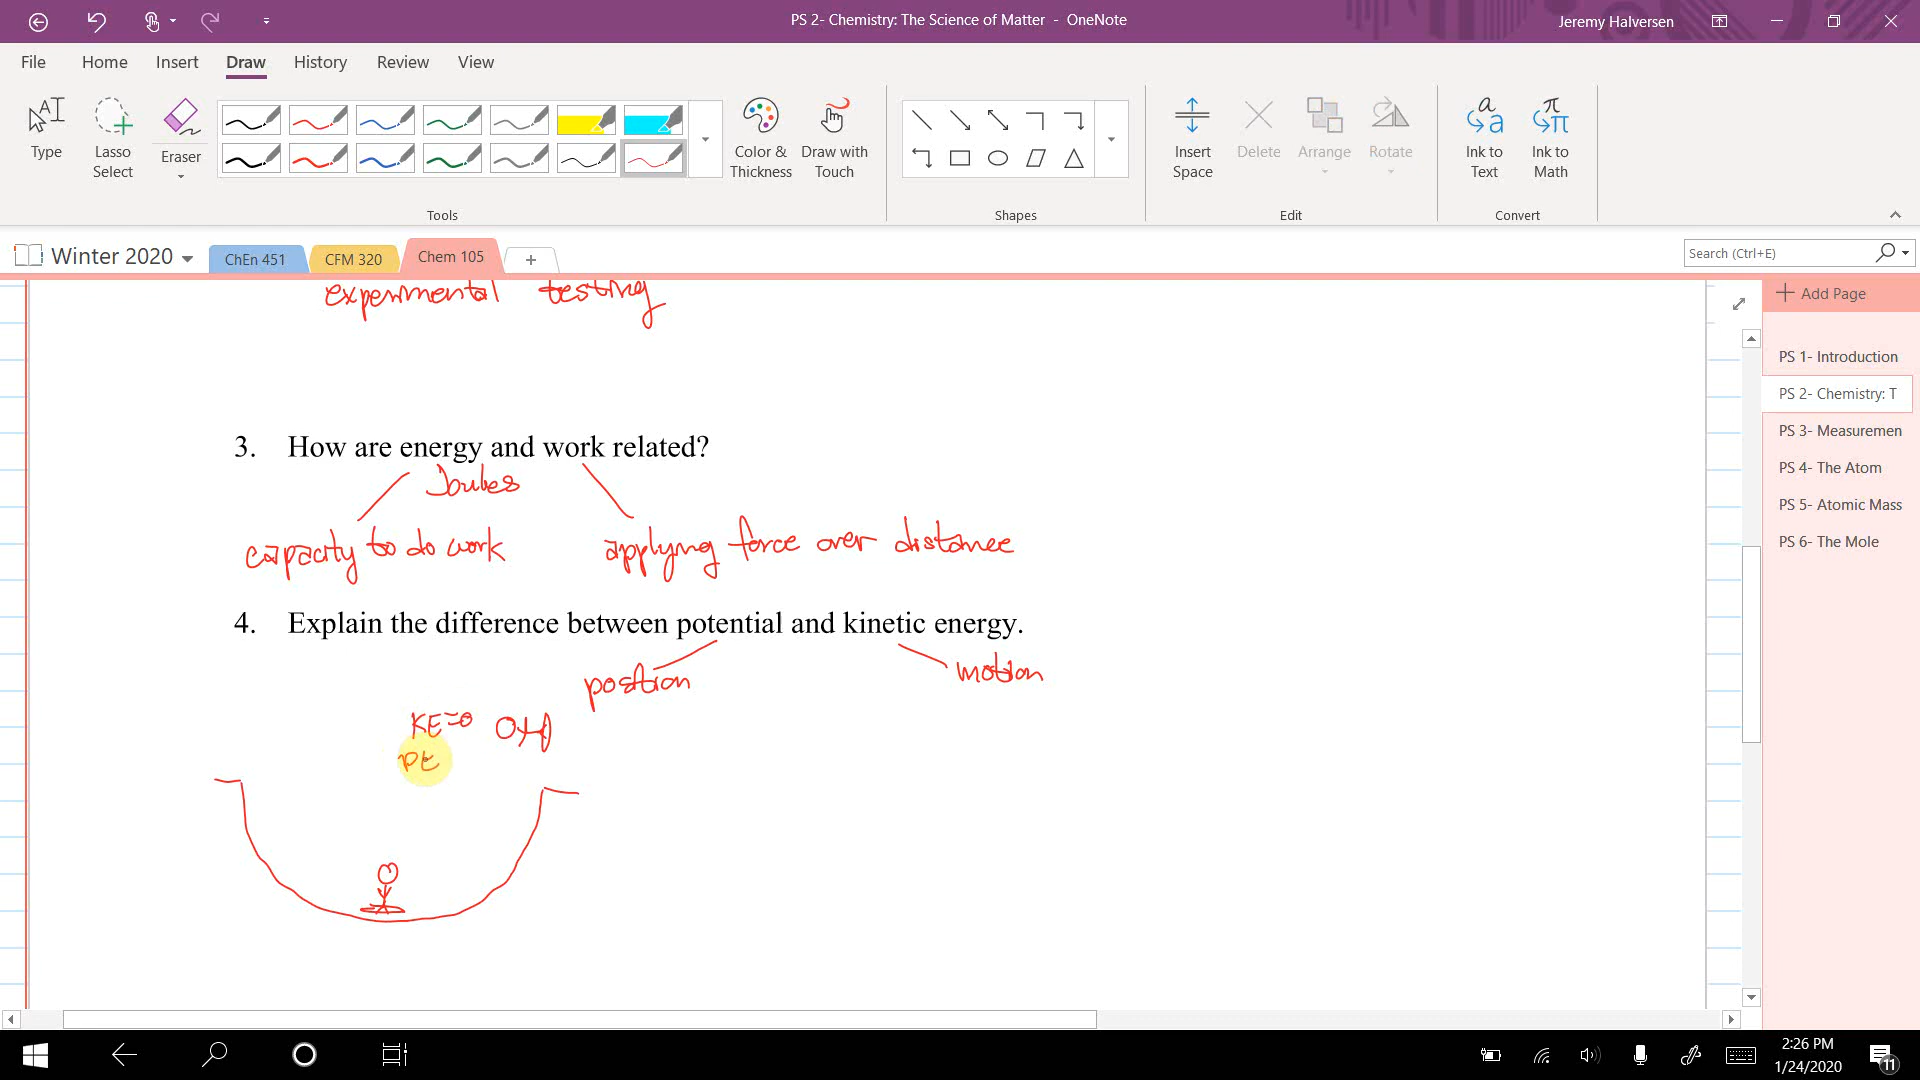 PS 2- Chemistry: The Science of Matter - OneNote
Jeremy Halversen
File Home Insert Draw History Review View
Type
Lasso Select
Eraser
Color & Thickness
Draw with Touch
Insert Space
Delete
Arrange
Rotate
Ink to Text
Ink to Math
Tools Shapes Edit Convert
Winter 2020 ChEn 451 CFM 320 Chem 105 +
Search (Ctrl+E)
Add Page
PS 1- Introduction
PS 2- Chemistry: T
PS 3- Measuremen
PS 4- The Atom
PS 5- Atomic Mass
PS 6- The Mole
experimental testing
3. How are energy and work related?
Joules
capacity to do work applying force over distance
4. Explain the difference between potential and kinetic energy.
position motion
KE=0
PE
2:26 PM
1/24/2020
11